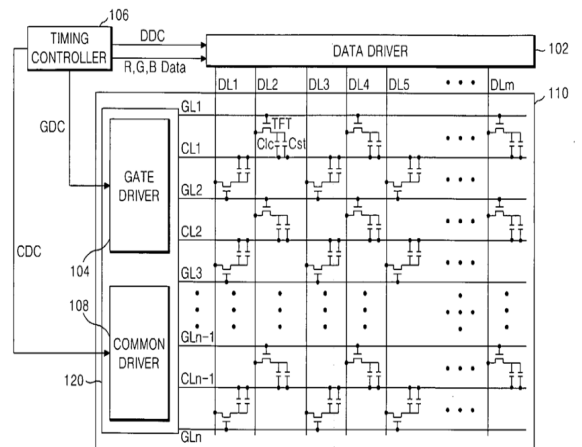 106
TIMING
CONTROLLER
DDC
R,G,B Data
DATA DRIVER
102
DL1 DL2 DL3 DL4 DL5 DLm
110
GL1
TFT
GDC
Clc Cst
CL1
GATE
DRIVER
GL2
CL2
CDC
104
GL3
108
COMMON
DRIVER
GLn-1
CLn-1
120
GLn